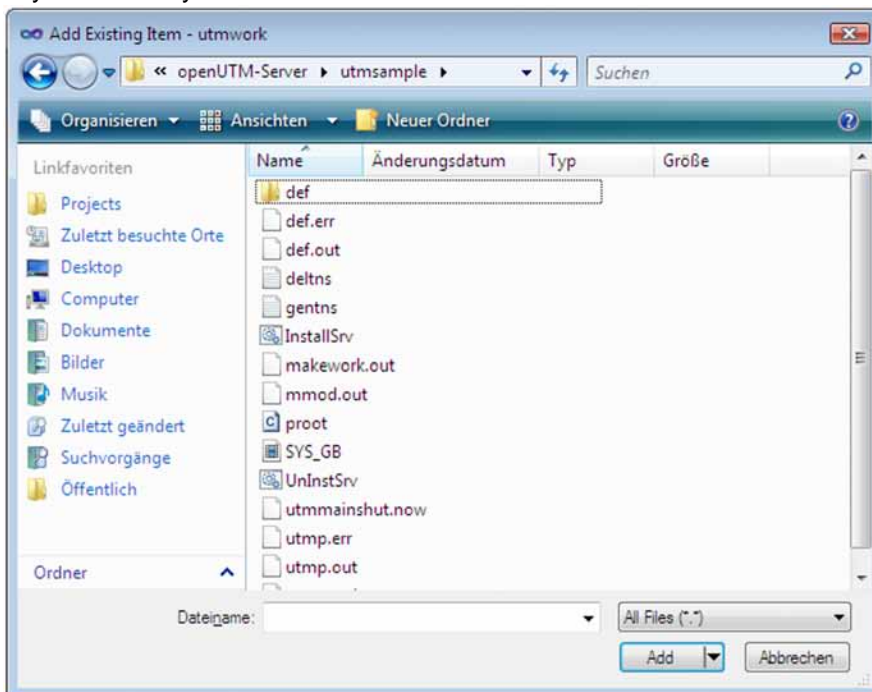 Add Existing Item - utmwork
« openUTM-Server utmsample
Suchen
Organisieren Ansichten Neuer Ordner
Linkfavoriten
Projects
Zuletzt besuchte Orte
Desktop
Computer
Dokumente
Bilder
Musik
Zuletzt geändert
Suchvorgänge
Öffentlich
Ordner
Name Änderungsdatum Typ Größe
def
def.err
def.out
deltns
gentns
InstallSrv
makework.out
mmod.out
proot
SYS_GB
UnInstSrv
utmmainshut.now
utmp.err
utmp.out
Dateiname:
All Files (*.*)
Add Abbrechen